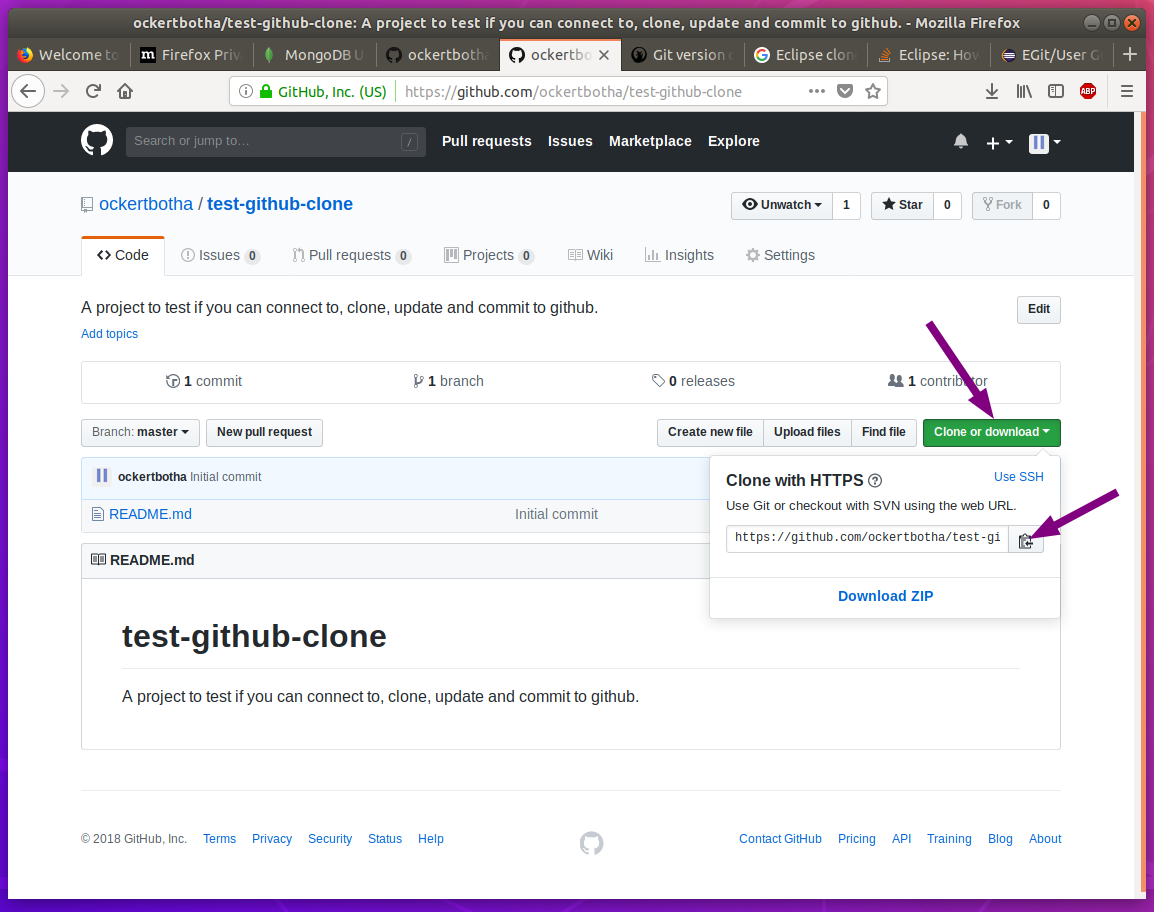 ockertbotha/test-github-clone: A project to test if you can connect to, clone, update and commit to github. - Mozilla Firefox
Welcome to Firefox Priv MongoDB U ockertbotha ockertbo Git version Eclipse clon Eclipse: How EGit/User G
GitHub, Inc. (US) https://github.com/ockertbotha/test-github-clone ABP
Search or jump to… / Pull requests Issues Marketplace Explore
ockertbotha / test-github-clone Unwatch 1 Star 0 Fork 0
Code Issues 0 Pull requests 0 Projects 0 Wiki Insights Settings
A project to test if you can connect to, clone, update and commit to github. Edit
Add topics
1 commit 1 branch 0 releases 1 contributor
Branch: master New pull request Create new file Upload files Find file Clone or download
ockertbotha Initial commit
README.md Initial commit
Clone with HTTPS Use SSH
Use Git or checkout with SVN using the web URL.
https://github.com/ockertbotha/test-gi
Download ZIP
README.md
test-github-clone
A project to test if you can connect to, clone, update and commit to github.
© 2018 GitHub, Inc. Terms Privacy Security Status Help Contact GitHub Pricing API Training Blog About